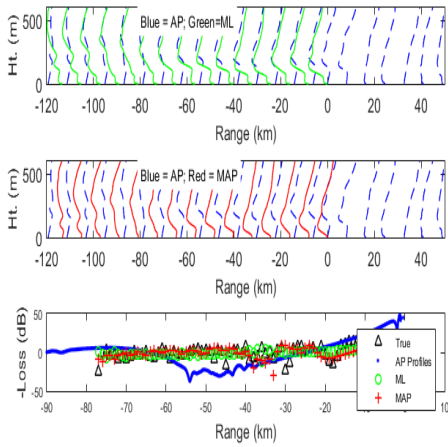 Ht. (m)
500
0
Blue = AP; Green=ML
-120 -100 -80 -60 -40 -20 0 20 40
Range (km)
Ht. (m)
500
0
Blue = AP; Red = MAP
-120 -100 -80 -60 -40 -20 0 20 40
Range (km)
-Loss (dB)
50
0
-50
True
AP Profiles
ML
MAP
-90 -80 -70 -60 -50 -40 -30 -20 -10 0
Range (km)